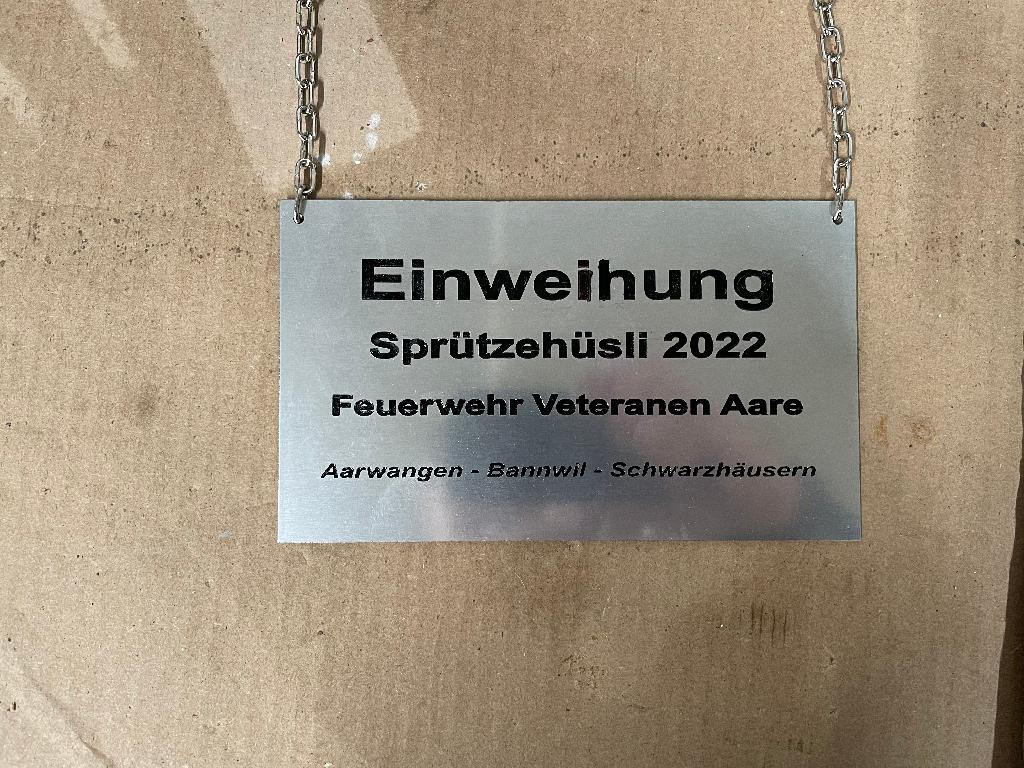 Einweihung
Sprützehüsli 2022
Feuerwehr Veteranen Aare
Aarwangen - Bannwil - Schwarzhäusern